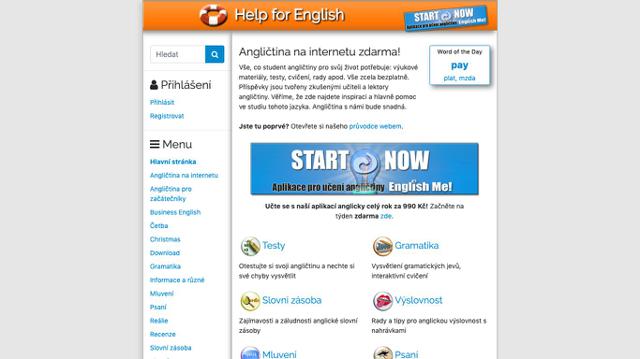 Help for English
START NOW
Aplikace pro učení angličtiny English Me!
Hledat
Přihlášení
Přihlásit
Registrovat
Menu
Hlavní stránka
Angličtina na internetu
Angličtina pro
začátečníky
Business English
Četba
Christmas
Download
Gramatika
Informace a různé
Mluvení
Psaní
Reálie
Recenze
Slovní zásoba
Angličtina na internetu zdarma!
Vše, co student angličtiny pro svůj život potřebuje: výukové
materiály, testy, cvičení, rady apod. Vše zcela bezplatně.
Příspěvky jsou tvořeny zkušenými učiteli a lektory
angličtiny. Věříme, že zde najdete inspiraci a hlavně pomoc
ve studiu tohoto jazyka. Angličtina s námi bude snadná.
Jste tu poprvé? Otevřete si našeho průvodce webem.
Word of the Day
pay
plat, mzda
START NOW
Aplikace pro učení angličtiny English Me!
Učte se s naší aplikací anglicky celý rok za 990 Kč! Začněte na
týden zdarma zde.
Testy
Otestujte si svoji angličtinu a nechte si
své chyby vysvětlit
Gramatika
Vysvětlení gramatických jevů,
interaktivní cvičení
Slovní zásoba
Zajímavosti a záludnosti anglické slovní
zásoby
Výslovnost
Rady a tipy pro anglickou výslovnost s
nahrávkami
Mluvení
Psaní